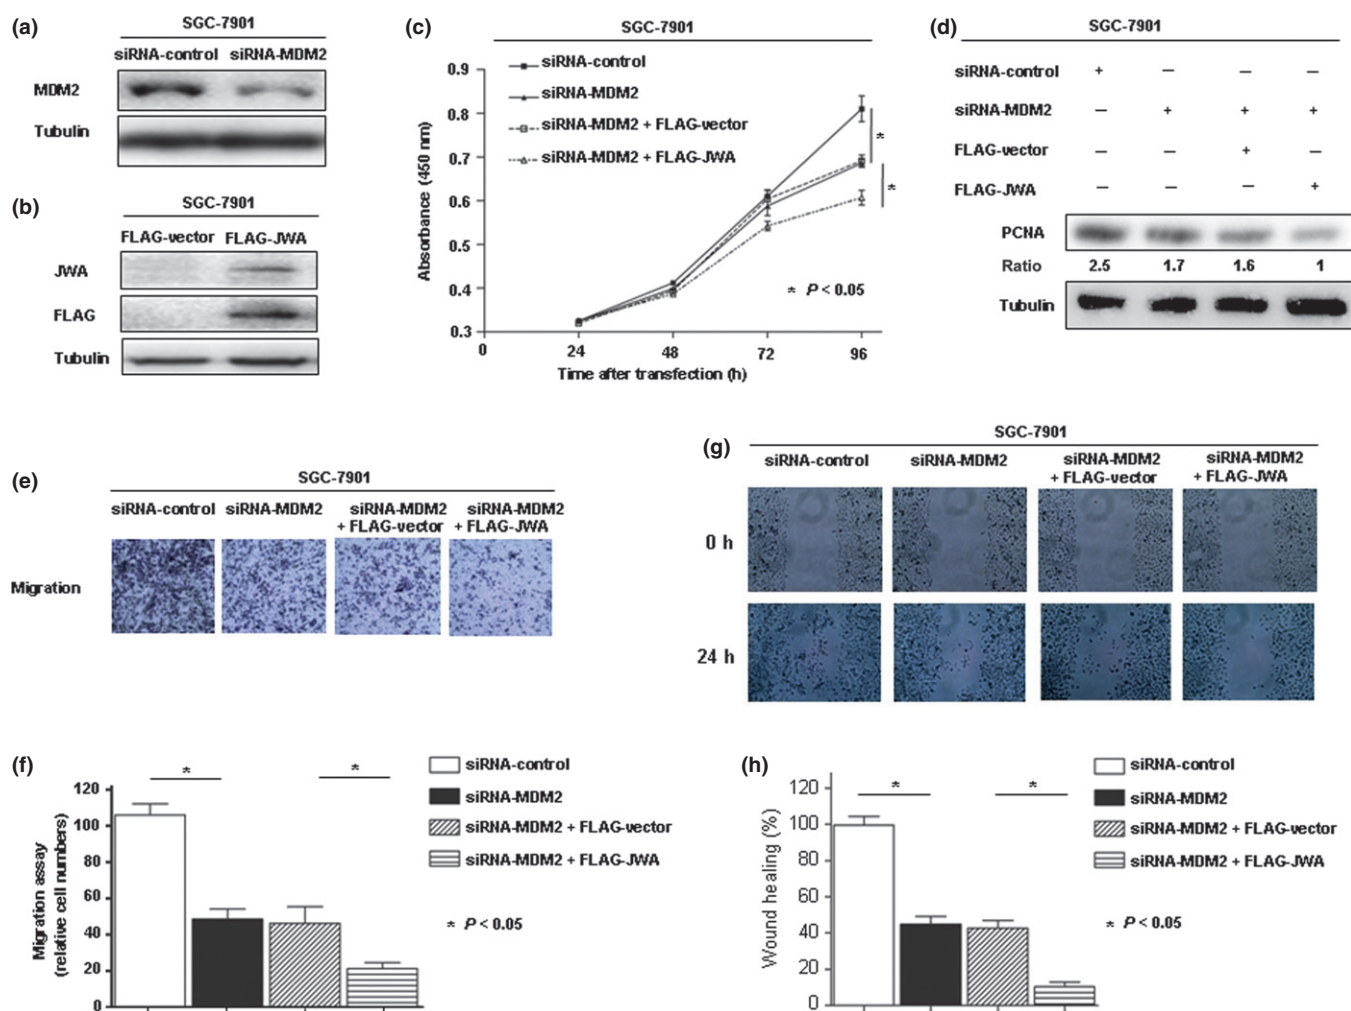 (a)
SGC-7901
siRNA-control siRNA-MDM2
MDM2
Tubulin
(b)
SGC-7901
FLAG-vector FLAG-JWA
JWA
FLAG
Tubulin
(c)
SGC-7901
siRNA-control
siRNA-MDM2
siRNA-MDM2 + FLAG-vector
siRNA-MDM2 + FLAG-JWA
Absorbance (450 nm)
0.9
0.8
0.7
0.6
0.5
0.4
0.3
0 24 48 72 96
Time after transfection (h)
*
*
* P < 0.05
(d)
SGC-7901
siRNA-control + − − −
siRNA-MDM2 − + + +
FLAG-vector − − + −
FLAG-JWA − − − +
PCNA
Ratio 2.5 1.7 1.6 1
Tubulin
(e)
SGC-7901
siRNA-control siRNA-MDM2 siRNA-MDM2 siRNA-MDM2
+ FLAG-vector + FLAG-JWA
Migration
(g)
SGC-7901
siRNA-control siRNA-MDM2 siRNA-MDM2 siRNA-MDM2
+ FLAG-vector + FLAG-JWA
0 h
24 h
(f)
Migration assay
(relative cell numbers)
120
100
80
60
40
20
0
* *
siRNA-control
siRNA-MDM2
siRNA-MDM2 + FLAG-vector
siRNA-MDM2 + FLAG-JWA
* P < 0.05
(h)
Wound healing (%)
120
100
80
60
40
20
0
* *
siRNA-control
siRNA-MDM2
siRNA-MDM2 + FLAG-vector
siRNA-MDM2 + FLAG-JWA
* P < 0.05